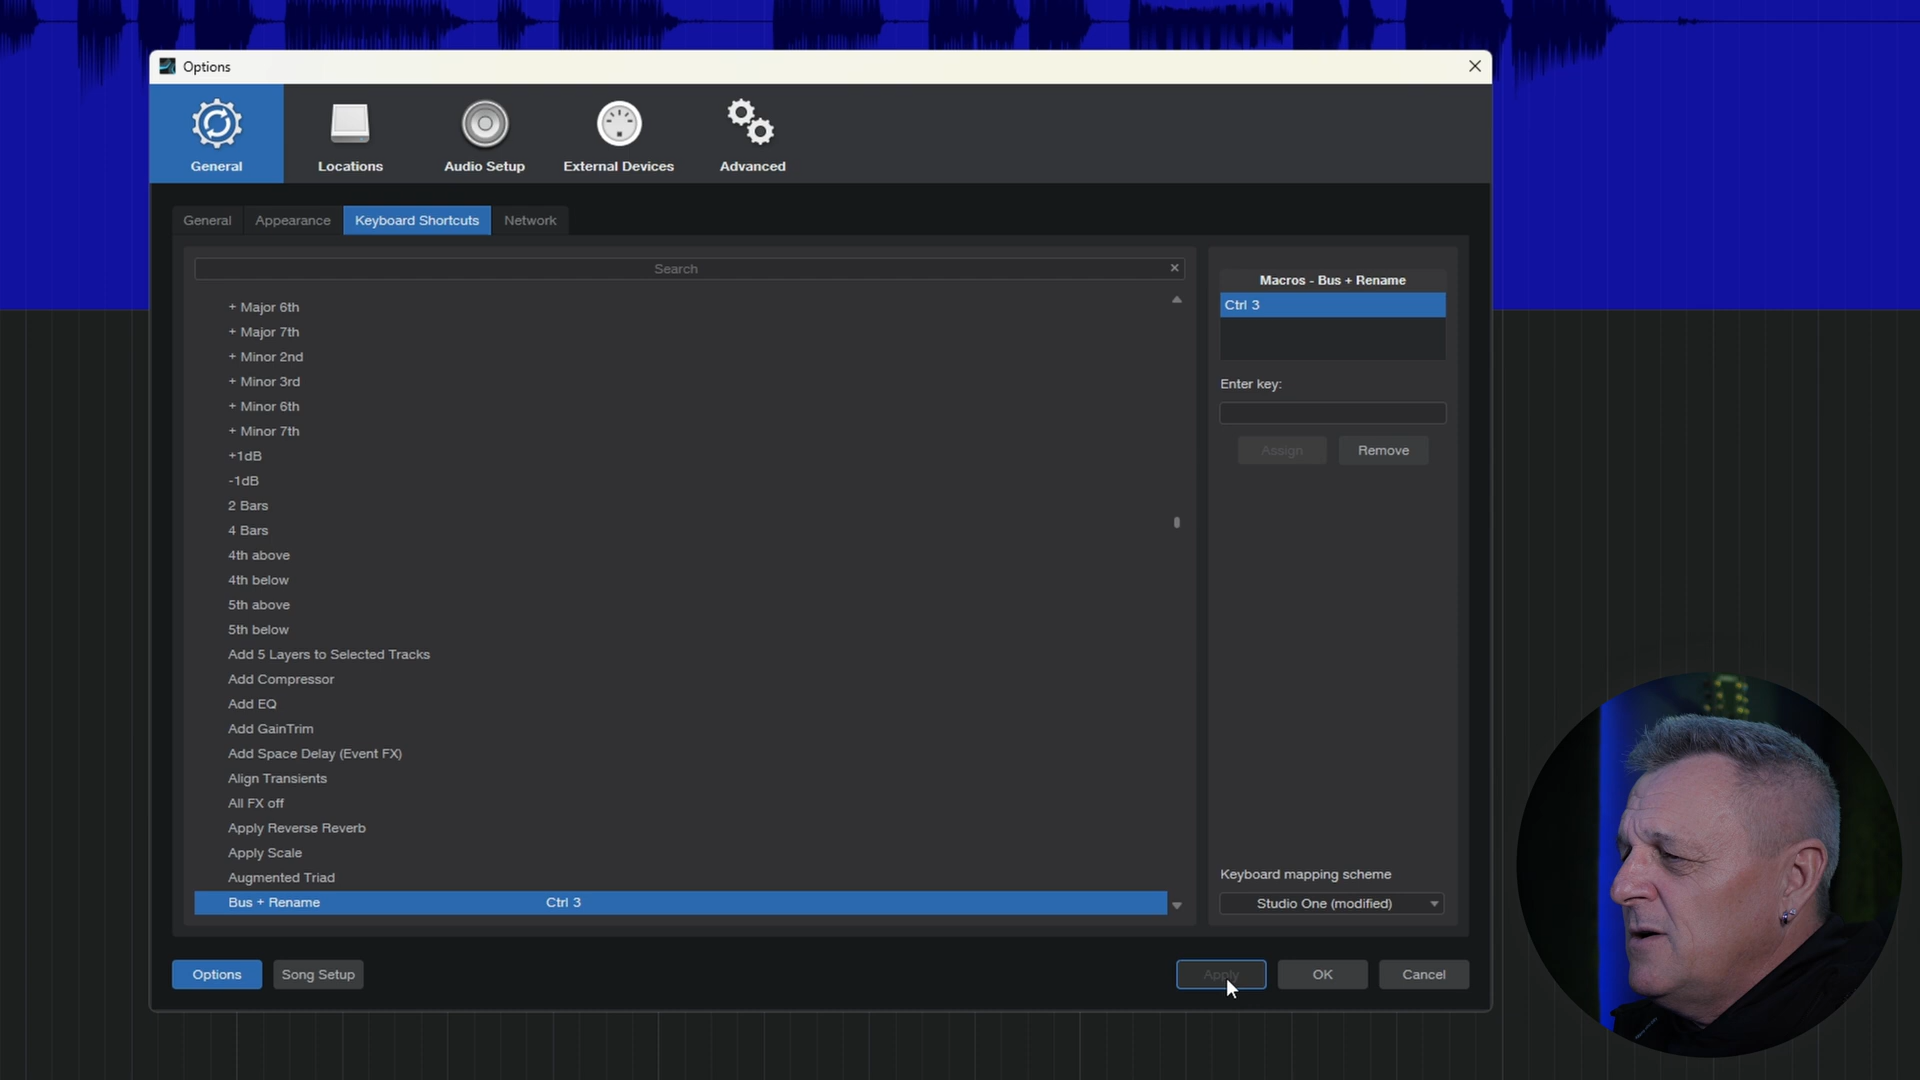 Options
General
Locations
Audio Setup
External Devices
Advanced
General
Appearance
Keyboard Shortcuts
Network
Search
+ Major 6th
+ Major 7th
+ Minor 2nd
+ Minor 3rd
+ Minor 6th
+ Minor 7th
+1dB
-1dB
2 Bars
4 Bars
4th above
4th below
5th above
5th below
Add 5 Layers to Selected Tracks
Add Compressor
Add EQ
Add GainTrim
Add Space Delay (Event FX)
Align Transients
All FX off
Apply Reverse Reverb
Apply Scale
Augmented Triad
Bus + Rename Ctrl 3
Macros - Bus + Rename
Ctrl 3
Enter key:
Assign
Remove
Keyboard mapping scheme
Studio One (modified)
Options
Song Setup
Apply
OK
Cancel